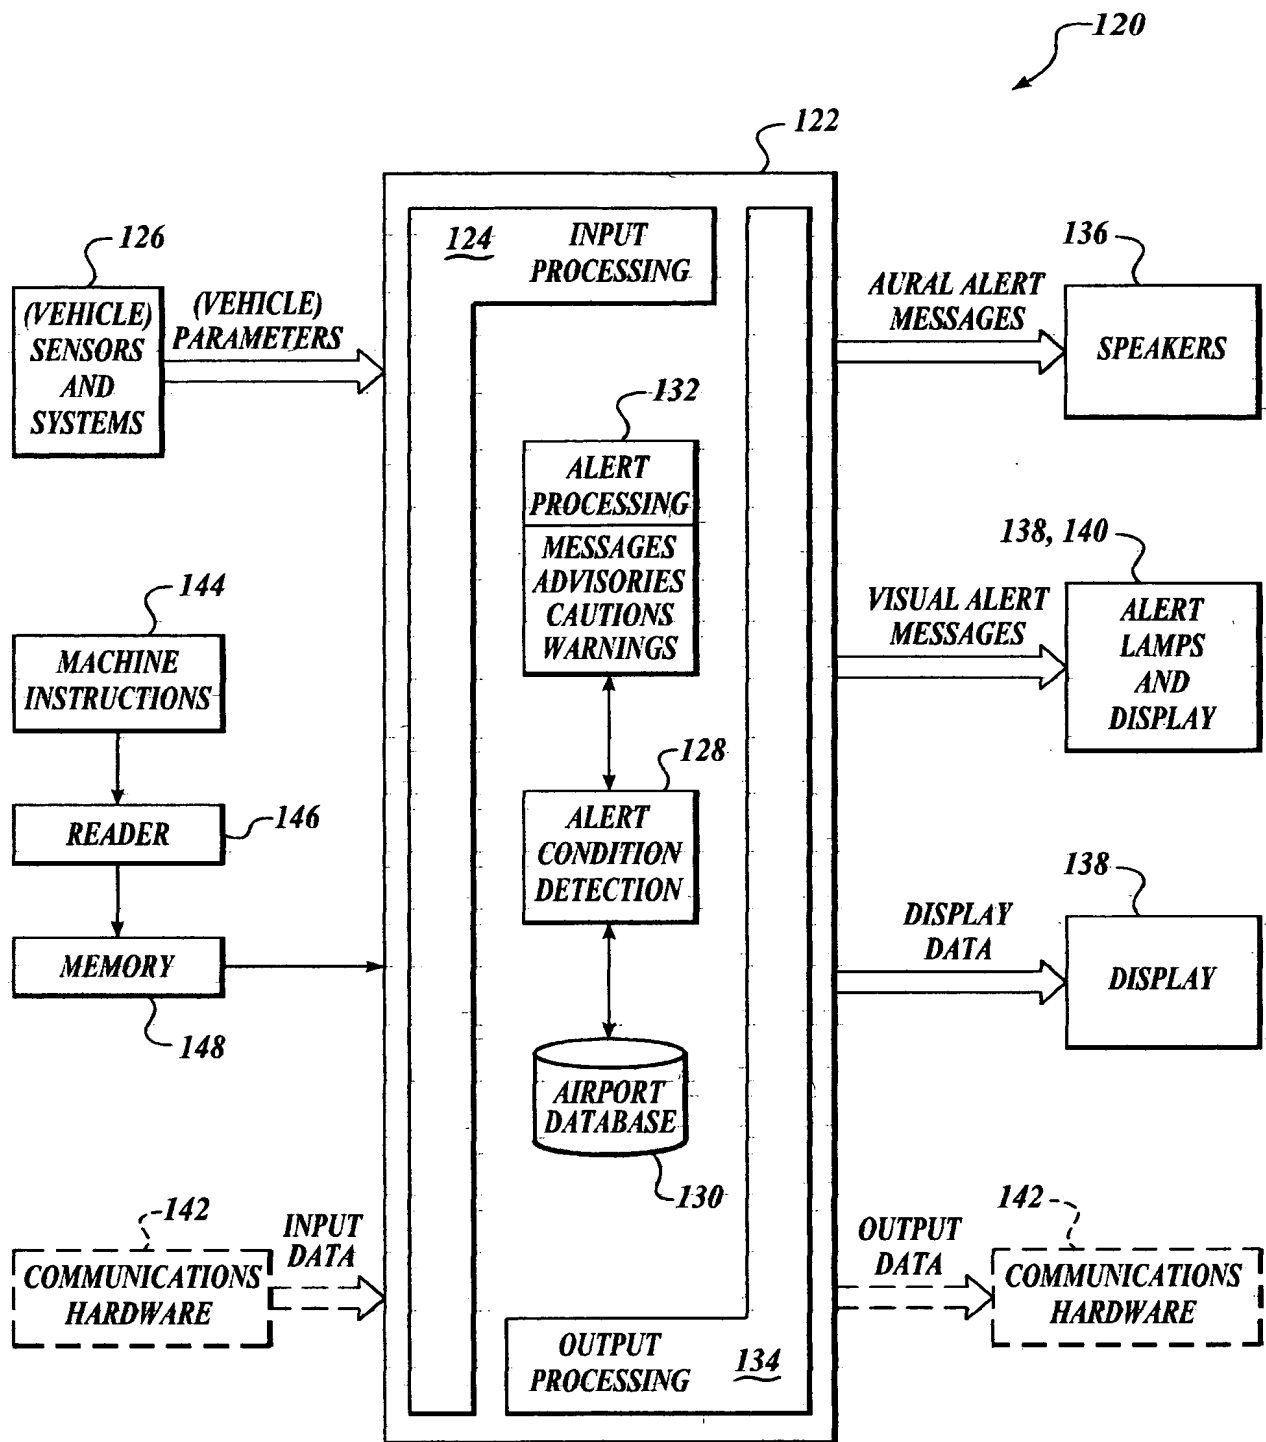 120
122
126
(VEHICLE)
SENSORS
AND
SYSTEMS
(VEHICLE)
PARAMETERS
124
INPUT
PROCESSING
136
AURAL ALERT
MESSAGES
SPEAKERS
132
ALERT
PROCESSING
MESSAGES
ADVISORIES
CAUTIONS
WARNINGS
138, 140
VISUAL ALERT
MESSAGES
ALERT
LAMPS
AND
DISPLAY
144
MACHINE
INSTRUCTIONS
READER
146
MEMORY
148
128
ALERT
CONDITION
DETECTION
138
DISPLAY
DATA
DISPLAY
AIRPORT
DATABASE
130
142
COMMUNICATIONS
HARDWARE
INPUT
DATA
OUTPUT
DATA
142
COMMUNICATIONS
HARDWARE
OUTPUT
PROCESSING
134